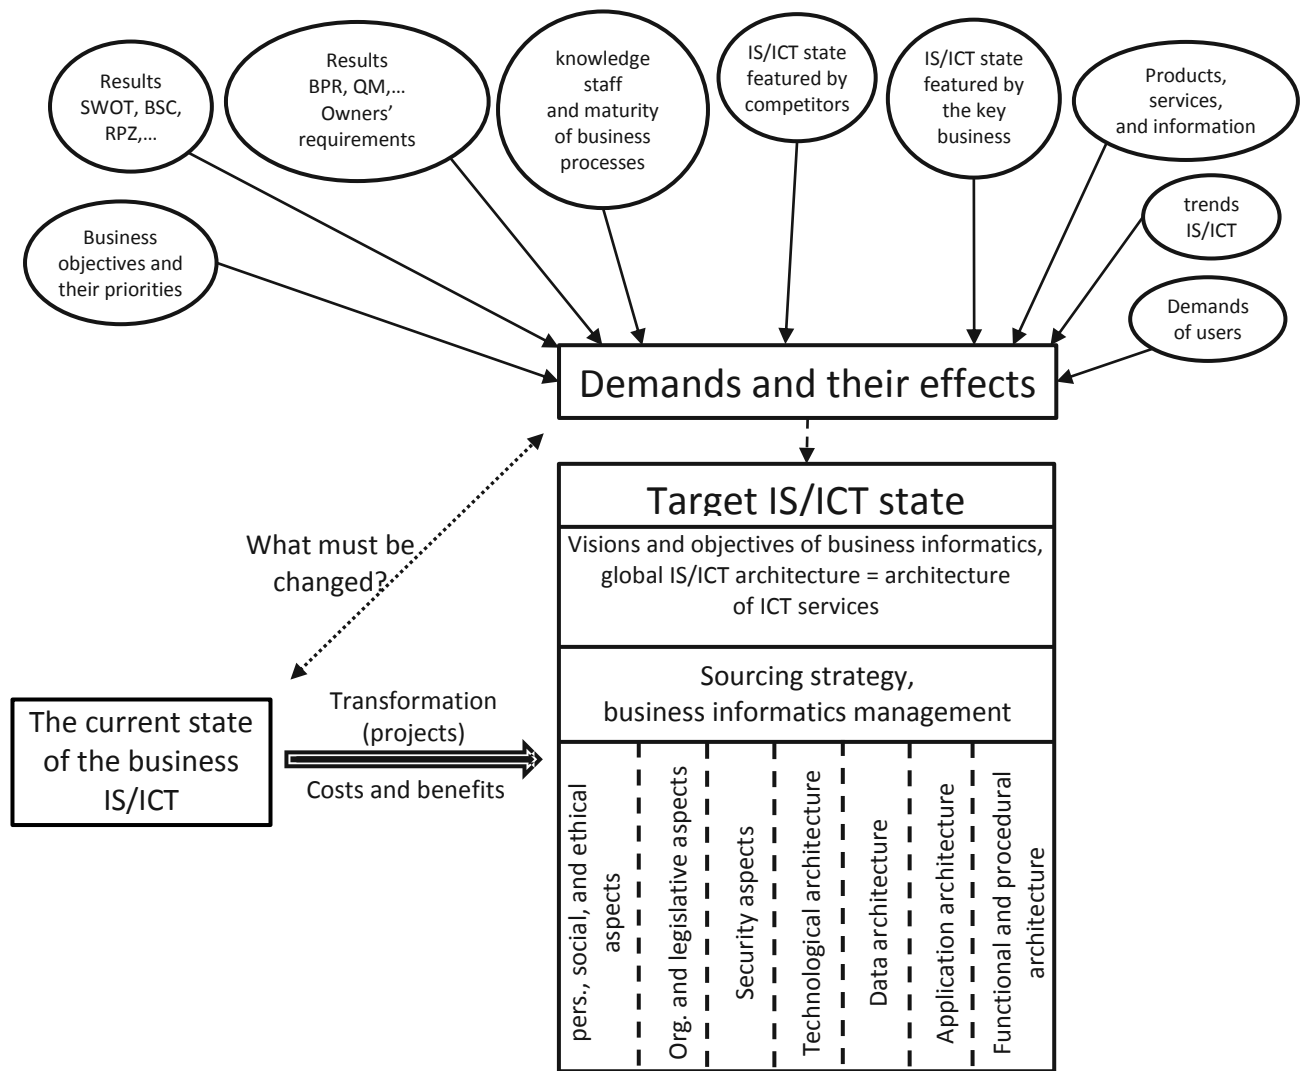 Results
SWOT, BSC,
RPZ,...
Results
BPR, QM,...
Owners’
requirements
knowledge
staff
and maturity
of business
processes
IS/ICT state
featured by
competitors
IS/ICT state
featured by
the key
business
Products,
services,
and information
trends
IS/ICT
Business
objectives and
their priorities
Demands
of users
Demands and their effects
Target IS/ICT state
Visions and objectives of business informatics,
global IS/ICT architecture = architecture
of ICT services
What must be
changed?
Sourcing strategy,
business informatics management
The current state
of the business
IS/ICT
Transformation
(projects)
Costs and benefits
pers., social, and ethical
aspects
Org. and legislative aspects
Security aspects
Technological architecture
Data architecture
Application architecture
Functional and procedural
architecture